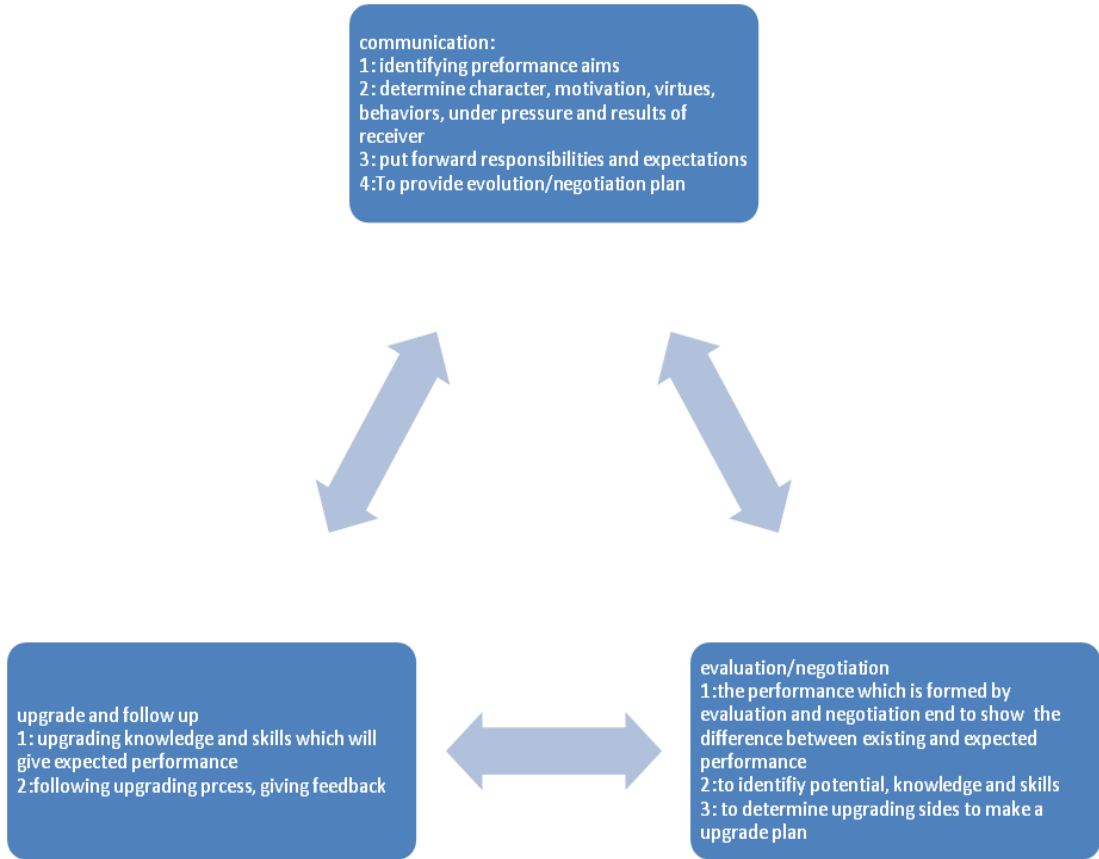 communication:
1: identifying preformance aims
2: determine character, motivation, virtues,
behaviors, under pressure and results of
receiver
3: put forward responsibilities and expectations
4:To provide evolution/negotiation plan
upgrade and follow up
1: upgrading knowledge and skills which will
give expected performance
2:following upgrading prcess, giving feedback
evaluation/negotiation
1:the performance which is formed by
evaluation and negotiation end to show  the
difference between existing and expected
performance
2:to identifiy potential, knowledge and skills
3: to determine upgrading sides to make a
upgrade plan